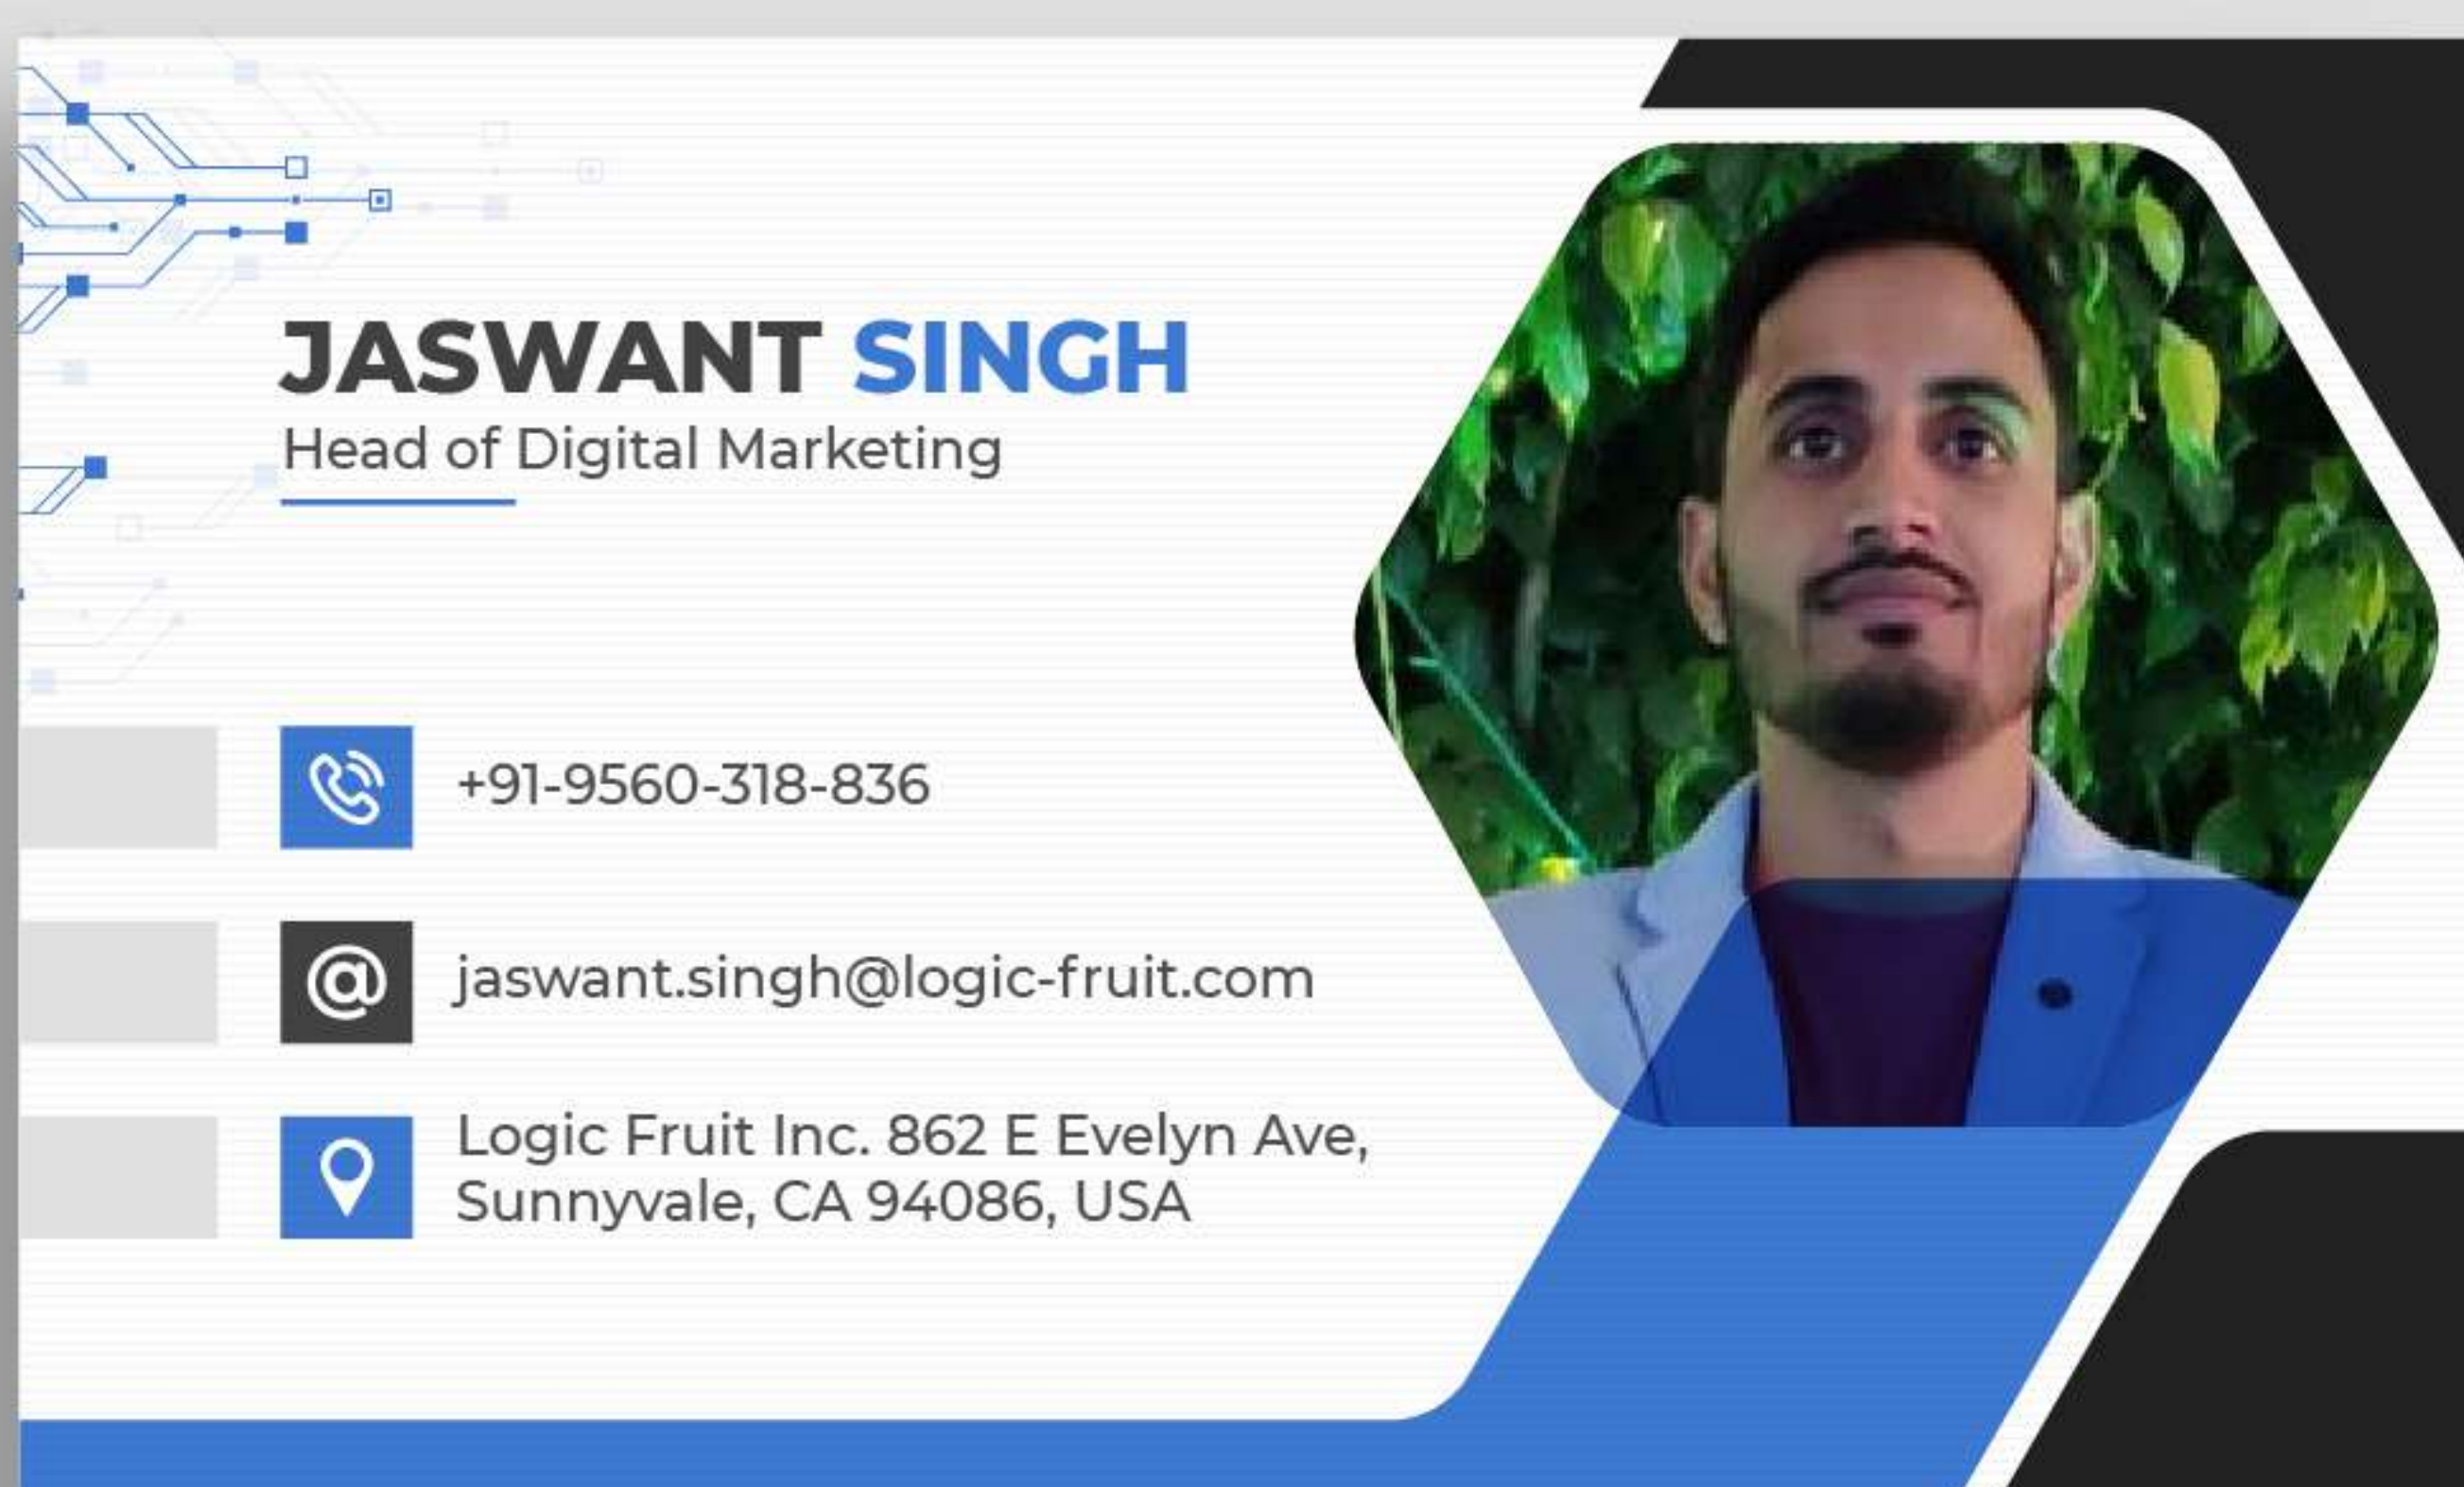 JASWANT SINGH
Head of Digital Marketing
+91-9560-318-836
jaswant.singh@logic-fruit.com
Logic Fruit Inc. 862 E Evelyn Ave,
Sunnyvale, CA 94086, USA